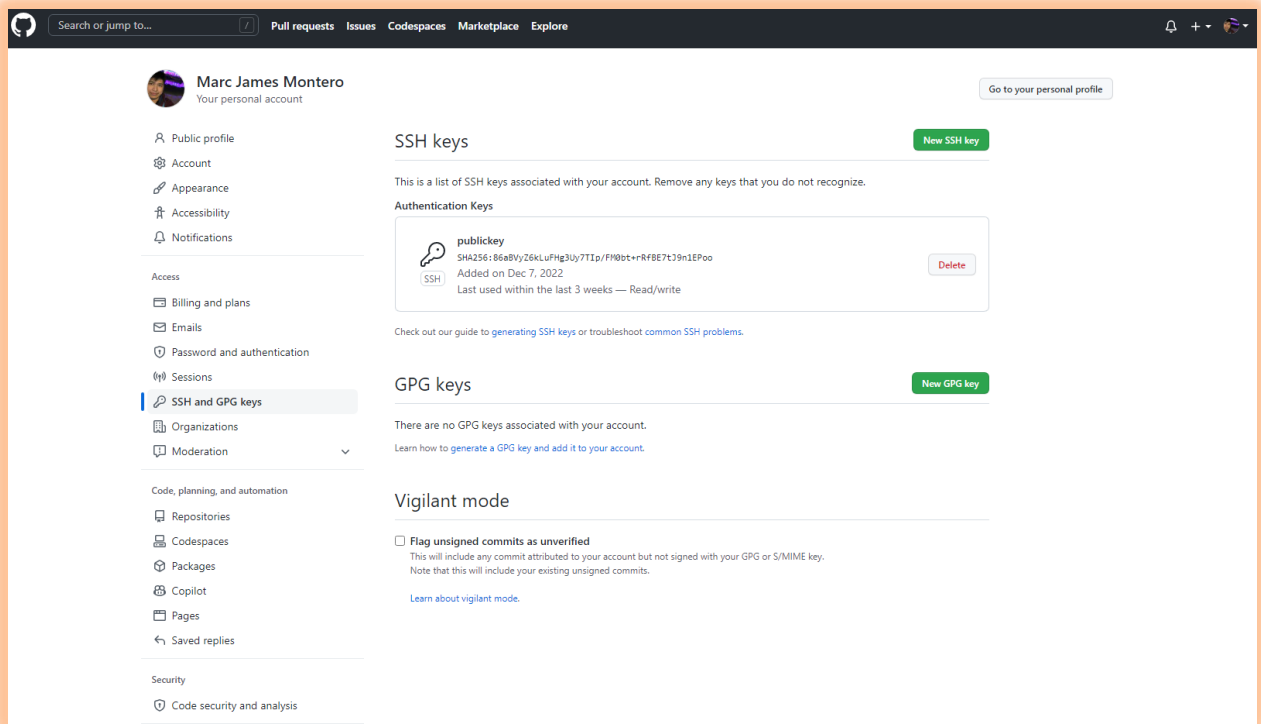 Search or jump to... /
Pull requests Issues Codespaces Marketplace Explore
Marc James Montero
Your personal account
Go to your personal profile
Public profile
Account
Appearance
Accessibility
Notifications
Access
Billing and plans
Emails
Password and authentication
Sessions
SSH and GPG keys
Organizations
Moderation
Code, planning, and automation
Repositories
Codespaces
Packages
Copilot
Pages
Saved replies
Security
Code security and analysis
SSH keys
New SSH key
This is a list of SSH keys associated with your account. Remove any keys that you do not recognize.
Authentication Keys
publickey
SHA256:86aBVyZ6kLuFHg3Uy7TIp/FM0bt+rRfBE7tJ9n1EPoo
Added on Dec 7, 2022
Last used within the last 3 weeks — Read/write
SSH
Delete
Check out our guide to generating SSH keys or troubleshoot common SSH problems.
GPG keys
New GPG key
There are no GPG keys associated with your account.
Learn how to generate a GPG key and add it to your account.
Vigilant mode
Flag unsigned commits as unverified
This will include any commit attributed to your account but not signed with your GPG or S/MIME key.
Note that this will include your existing unsigned commits.
Learn about vigilant mode.